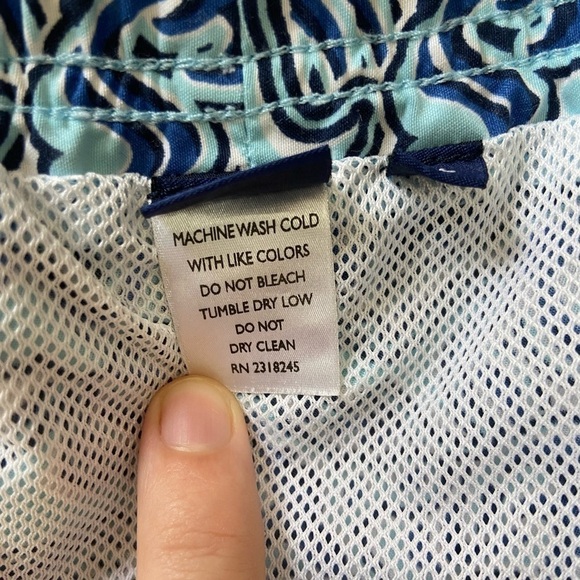 MACHINE WASH COLD
WITH LIKE COLORS
DO NOT BLEACH
TUMBLE DRY LOW
DO NOT
DRY CLEAN
RN 2318245